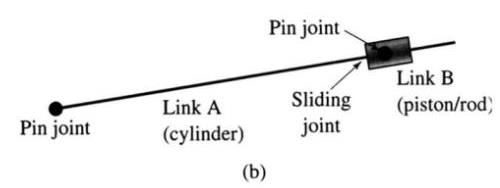 Pin joint
Link B
(piston/rod)
Sliding
joint
Link A
(cylinder)
Pin joint
(b)